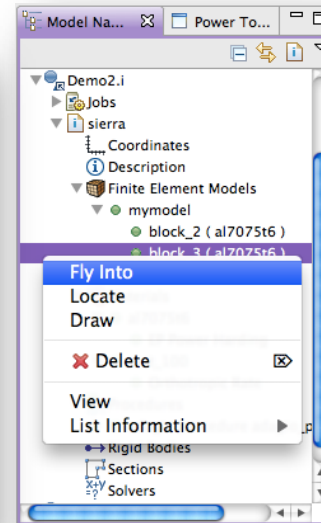 Model Na...
Power To...
Demo2.i
Jobs
sierra
Coordinates
Description
Finite Element Models
mymodel
block_2 ( al7075t6 )
block_3 ( al7075t6 )
Fly Into
Locate
Draw
Delete
View
List Information
Rigid Bodies
Sections
Solvers